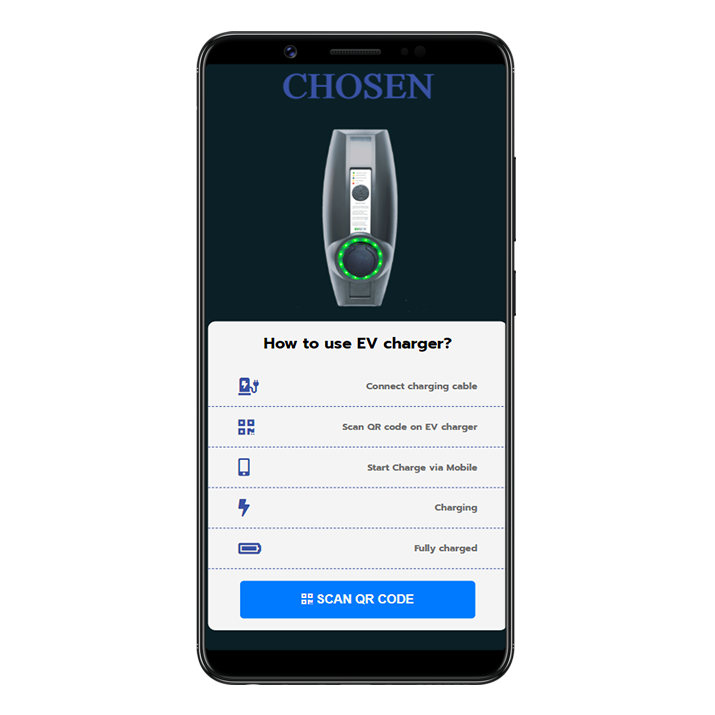 CHOSEN
How to use EV charger?
Connect charging cable
Scan QR code on EV charger
Start Charge via Mobile
Charging
Fully charged
SCAN QR CODE